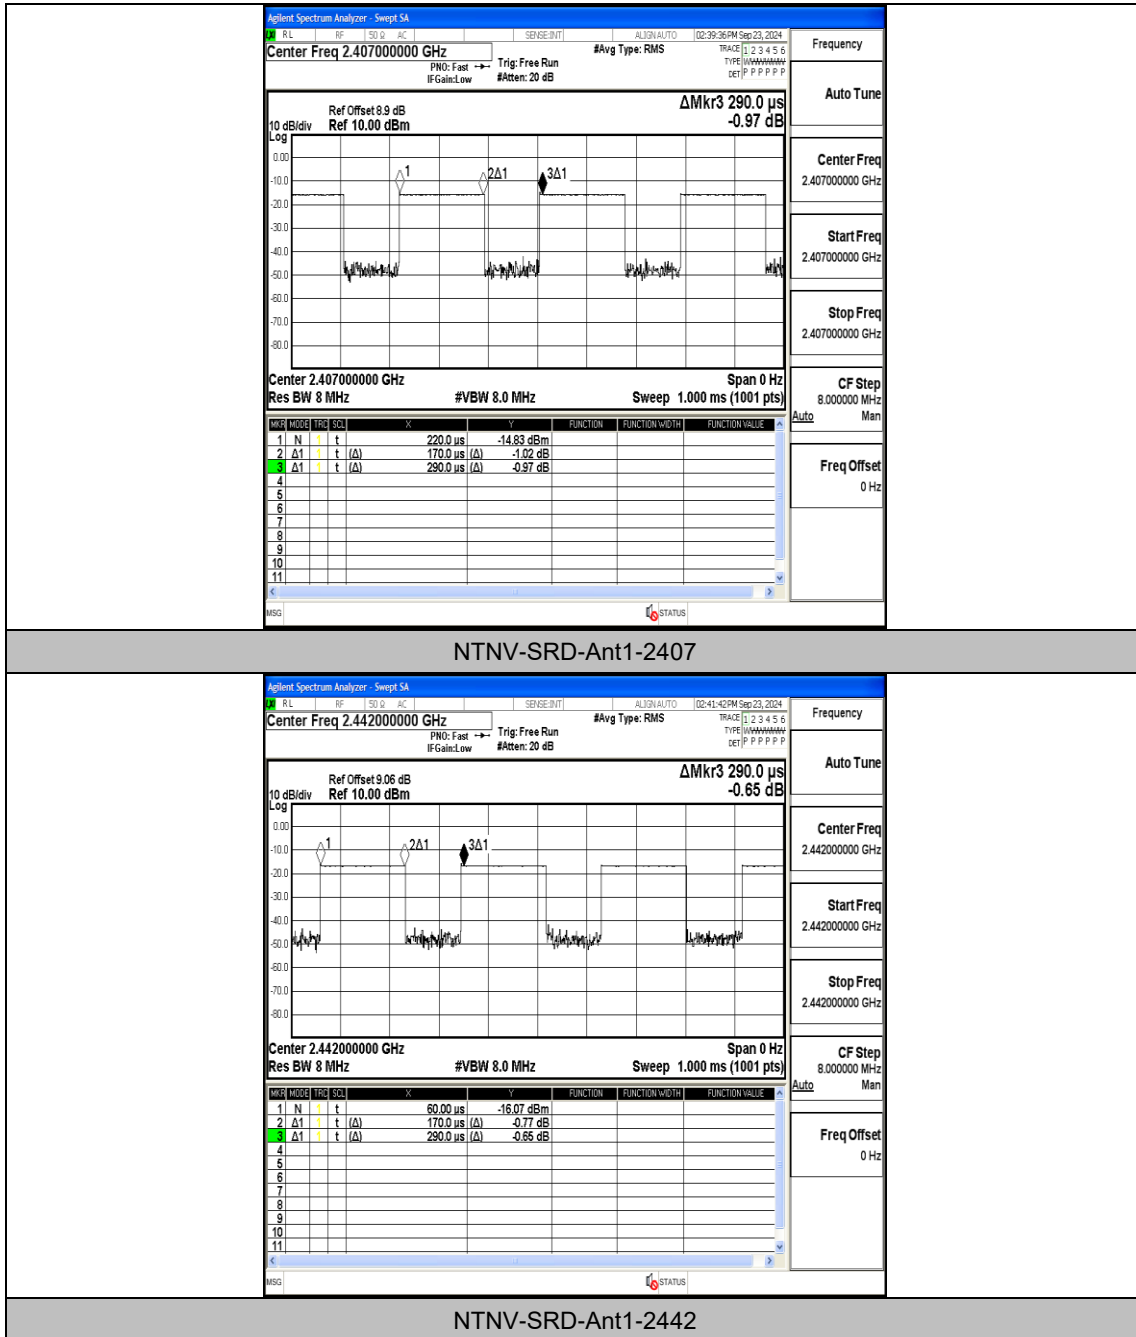 Agilent Spectrum Analyzer - Swept SA
RL RF 50 Ω AC SENSE:INT ALIGN AUTO 02:39:36 PM Sep 23, 2024
Center Freq 2.407000000 GHz #Avg Type: RMS TRACE 1 2 3 4 5 6
PNO: Fast Trig: Free Run TYPE
IFGain:Low #Atten: 20 dB DET P P P P P P
Frequency
Auto Tune
ΔMkr3 290.0 µs
Ref Offset 8.9 dB
10 dB/div Ref 10.00 dBm -0.97 dB
Log
0.00
-10.0
-20.0
-30.0
-40.0
-50.0
-60.0
-70.0
-80.0
1 2Δ1 3Δ1
Center 2.407000000 GHz Span 0 Hz
Res BW 8 MHz #VBW 8.0 MHz Sweep 1.000 ms (1001 pts)
Center Freq
2.407000000 GHz
Start Freq
2.407000000 GHz
Stop Freq
2.407000000 GHz
CF Step
8.000000 MHz
Auto Man
Freq Offset
0 Hz
MKR MODE TRC SCL X Y FUNCTION FUNCTION WIDTH FUNCTION VALUE
1 N 1 t 220.0 µs -14.83 dBm
2 Δ1 1 t (Δ) 170.0 µs (Δ) -1.02 dB
3 Δ1 1 t (Δ) 290.0 µs (Δ) -0.97 dB
4
5
6
7
8
9
10
11
MSG STATUS
NTNV-SRD-Ant1-2407
Agilent Spectrum Analyzer - Swept SA
RL RF 50 Ω AC SENSE:INT ALIGN AUTO 02:41:42 PM Sep 23, 2024
Center Freq 2.442000000 GHz #Avg Type: RMS TRACE 1 2 3 4 5 6
PNO: Fast Trig: Free Run TYPE
IFGain:Low #Atten: 20 dB DET P P P P P P
Frequency
Auto Tune
ΔMkr3 290.0 µs
Ref Offset 9.06 dB
10 dB/div Ref 10.00 dBm -0.65 dB
Log
0.00
-10.0
-20.0
-30.0
-40.0
-50.0
-60.0
-70.0
-80.0
1 2Δ1 3Δ1
Center 2.442000000 GHz Span 0 Hz
Res BW 8 MHz #VBW 8.0 MHz Sweep 1.000 ms (1001 pts)
Center Freq
2.442000000 GHz
Start Freq
2.442000000 GHz
Stop Freq
2.442000000 GHz
CF Step
8.000000 MHz
Auto Man
Freq Offset
0 Hz
MKR MODE TRC SCL X Y FUNCTION FUNCTION WIDTH FUNCTION VALUE
1 N 1 t 60.00 µs -16.07 dBm
2 Δ1 1 t (Δ) 170.0 µs (Δ) -0.77 dB
3 Δ1 1 t (Δ) 290.0 µs (Δ) -0.65 dB
4
5
6
7
8
9
10
11
MSG STATUS
NTNV-SRD-Ant1-2442